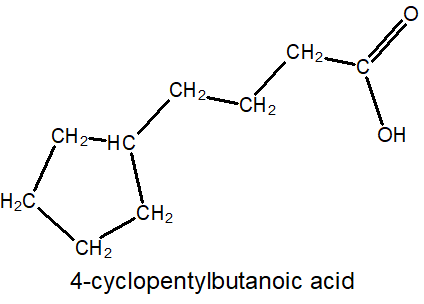 O
CH2
C
CH2
CH2
OH
CH2
HC
H2C
CH2
CH2
4-cyclopentylbutanoic acid